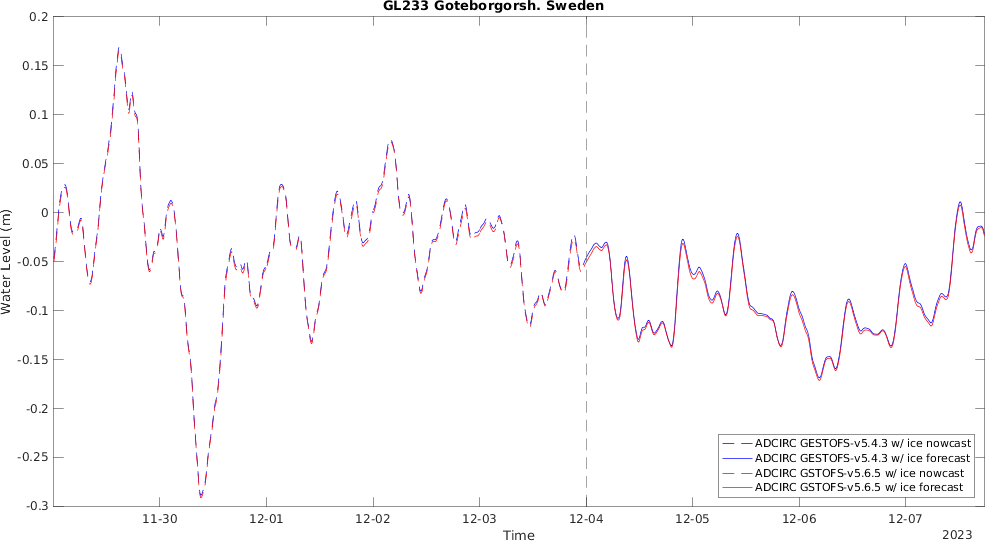 GL233 Goteborgorsh. Sweden
0.2
0.15
0.1
0.05
0
-0.05
-0.1
-0.15
-0.2
-0.25
-0.3
Water Level (m)
ADCIRC GESTOFS-v5.4.3 w/ ice nowcast
ADCIRC GESTOFS-v5.4.3 w/ ice forecast
ADCIRC GSTOFS-v5.6.5 w/ ice nowcast
ADCIRC GSTOFS-v5.6.5 w/ ice forecast
11-30 12-01 12-02 12-03 12-04 12-05 12-06 12-07
Time 2023